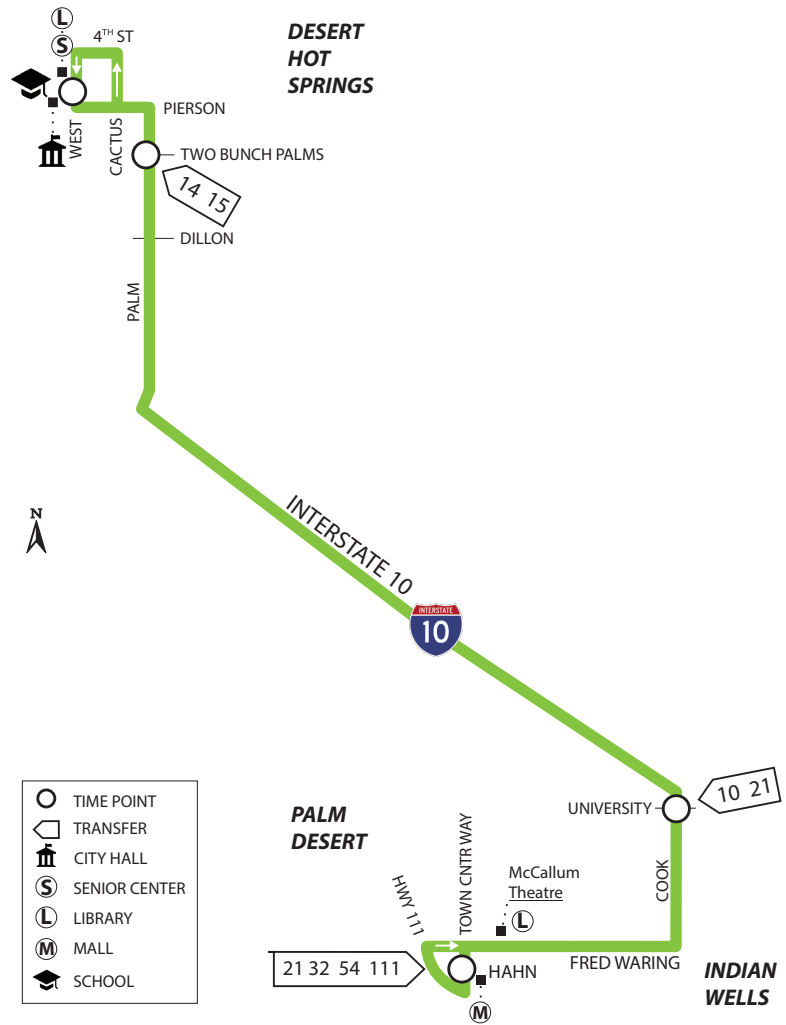 L
S
4TH ST
DESERT
HOT
SPRINGS
PIERSON
WEST
CACTUS
TWO BUNCH PALMS
14 15
DILLON
PALM
N
INTERSTATE 10
INTERSTATE
10
10 21
UNIVERSITY
PALM
DESERT
COOK
McCallum
Theatre
L
TOWN CNTR WAY
HWY 111
21 32 54 111
HAHN
FRED WARING
M
INDIAN
WELLS
TIME POINT
TRANSFER
CITY HALL
S SENIOR CENTER
L LIBRARY
M MALL
SCHOOL